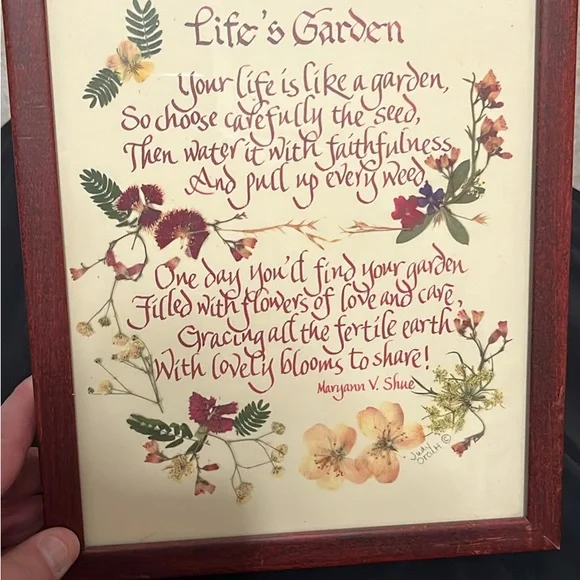 Life's Garden
Your life is like a garden,
So choose carefully the seed,
Then water it with faithfulness
And pull up every weed
One day you'll find your garden
Filled with flowers of love and care,
Gracing all the fertile earth
With lovely blooms to share!
Maryann V. Shue
Judy
OrolH ©